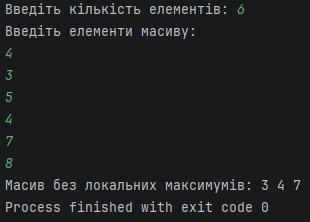 Введіть кількість елементів: 6
Введіть елементи масиву:
4
3
5
4
7
8
Масив без локальних максимумів: 3 4 7
Process finished with exit code 0